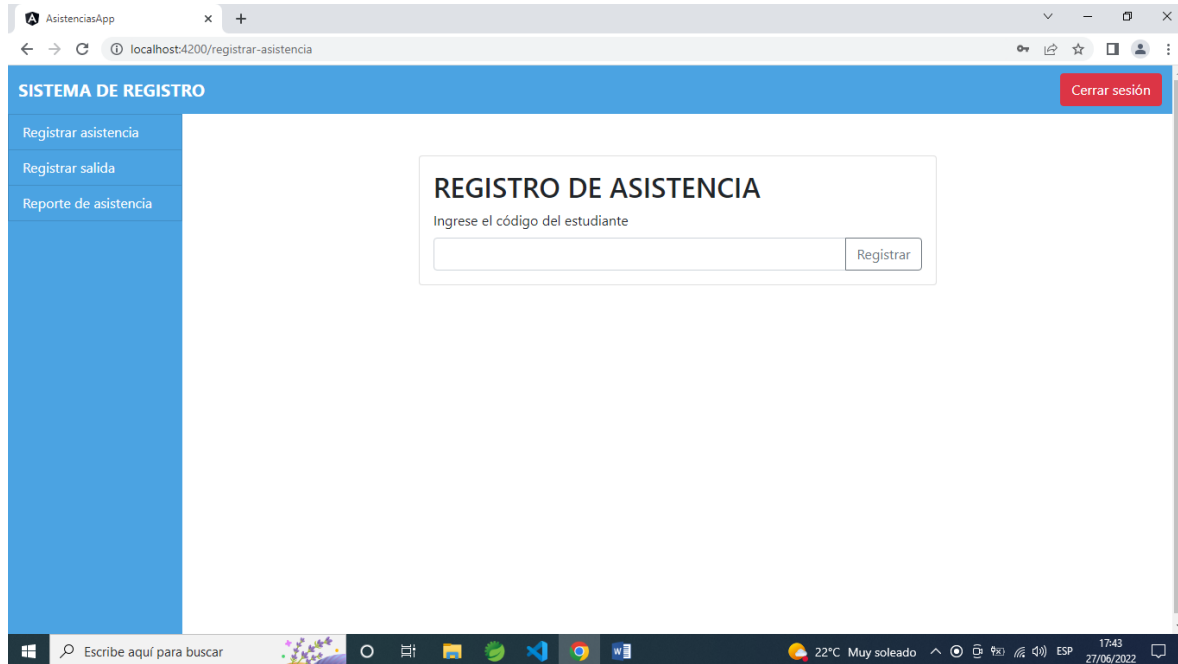 AsistenciasApp
localhost:4200/registrar-asistencia
SISTEMA DE REGISTRO
Cerrar sesión
Registrar asistencia
Registrar salida
Reporte de asistencia
REGISTRO DE ASISTENCIA
Ingrese el código del estudiante
Registrar
Escribe aquí para buscar
22°C Muy soleado
ESP
17:43
27/06/2022